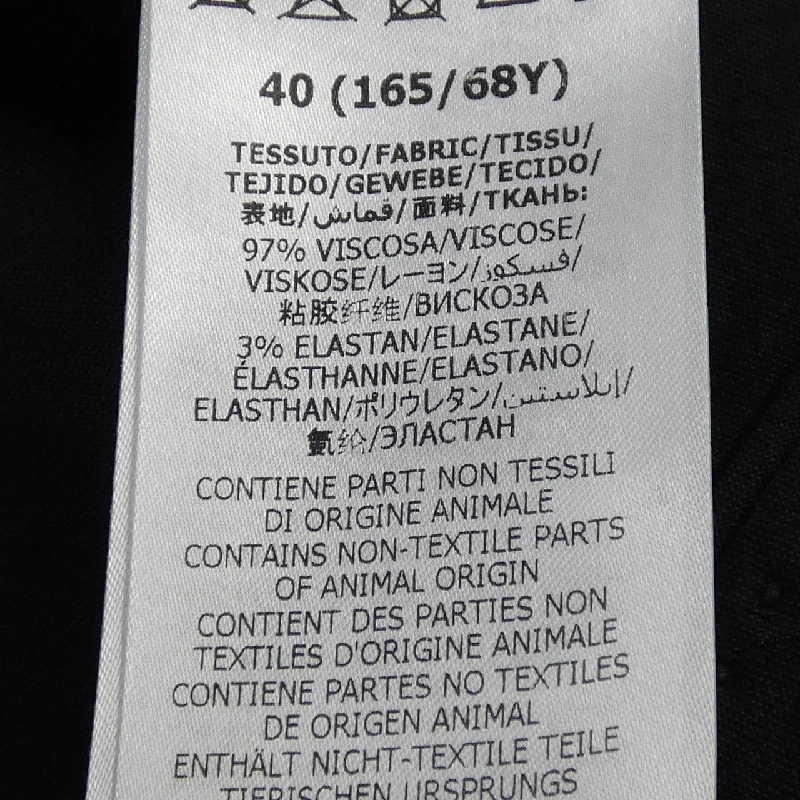 40 (165/68Y)
TESSUTO/FABRIC/TISSU/
TEJIDO/GEWEBE/TECIDO/
表地/قماش/面料/ТКАНЬ:
97% VISCOSA/VISCOSE/
VISKOSE/レーヨン/فسكوز/
粘胶纤维/ВИСКОЗА
3% ELASTAN/ELASTANE/
ÉLASTHANNE/ELASTANO/
ELASTHAN/ポリウレタン/إيلاستين/
氨纶/ЭЛАСТАН
CONTIENE PARTI NON TESSILI
DI ORIGINE ANIMALE
CONTAINS NON-TEXTILE PARTS
OF ANIMAL ORIGIN
CONTIENT DES PARTIES NON
TEXTILES D'ORIGINE ANIMALE
CONTIENE PARTES NO TEXTILES
DE ORIGEN ANIMAL
ENTHÄLT NICHT-TEXTILE TEILE
TIERISCHEN URSPRUNGS